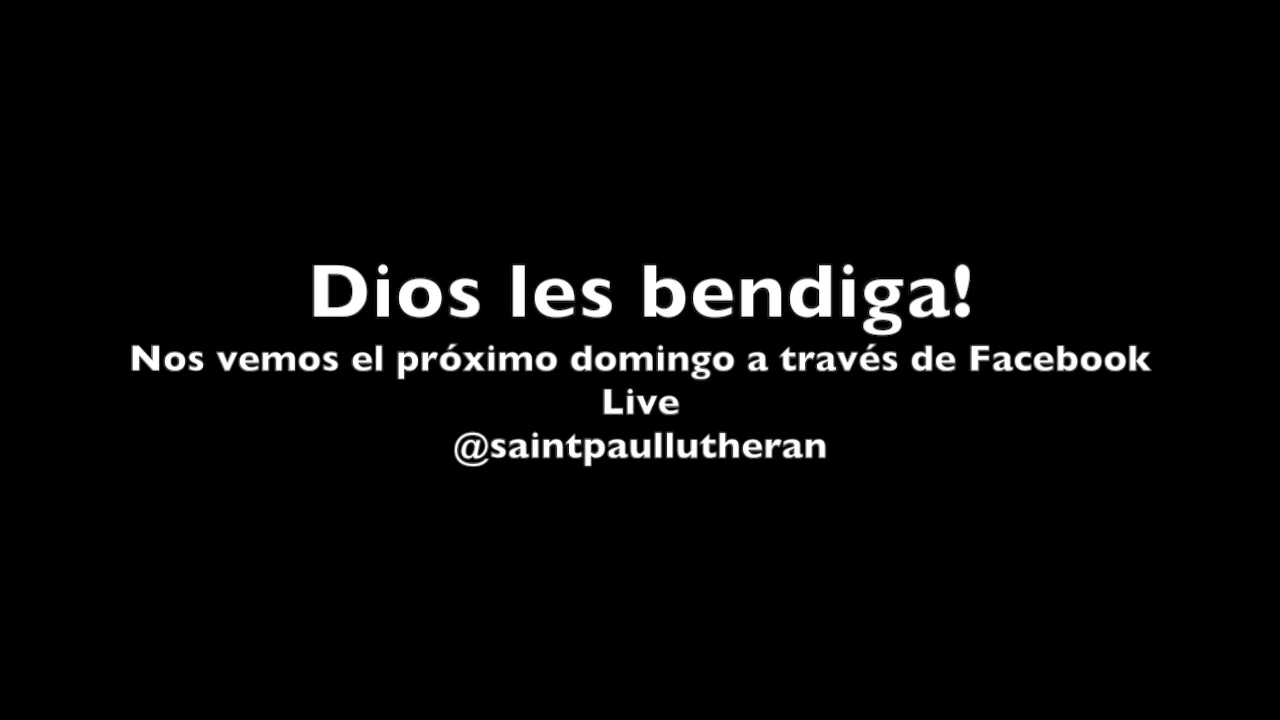 Dios les bendiga!
Nos vemos el próximo domingo a través de Facebook
Live
@saintpaullutheran